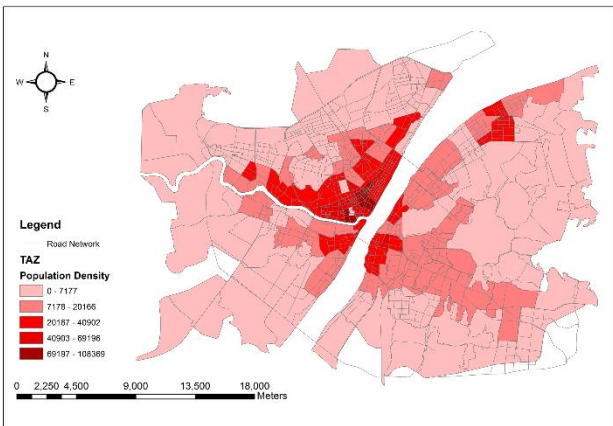 N
W E
S
Legend
Road Network
TAZ
Population Density
0 - 7177
7178 - 20166
20167 - 40902
40903 - 69196
69197 - 108369
0 2,250 4,500 9,000 13,500 18,000
Meters